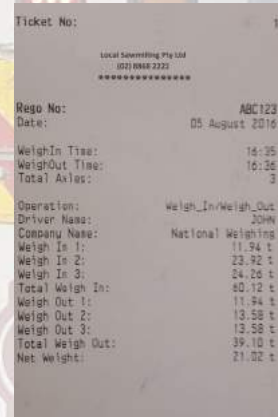 Ticket No: 1
Local Sawmilling Pty Ltd
(02) 8868 2222
***************
Rego No: ABC123
Date: 05 August 2016
WeighIn Time: 16:35
WeighOut Time: 16:36
Total Axles: 3
Operation: Weigh_In/Weigh_Out
Driver Name: JOHN
Company Name: National Weighing
Weigh In 1: 11.94 t
Weigh In 2: 23.92 t
Weigh In 3: 24.26 t
Total Weigh In: 60.12 t
Weigh Out 1: 11.94 t
Weigh Out 2: 13.58 t
Weigh Out 3: 13.58 t
Total Weigh Out: 39.10 t
Net Weight: 21.02 t